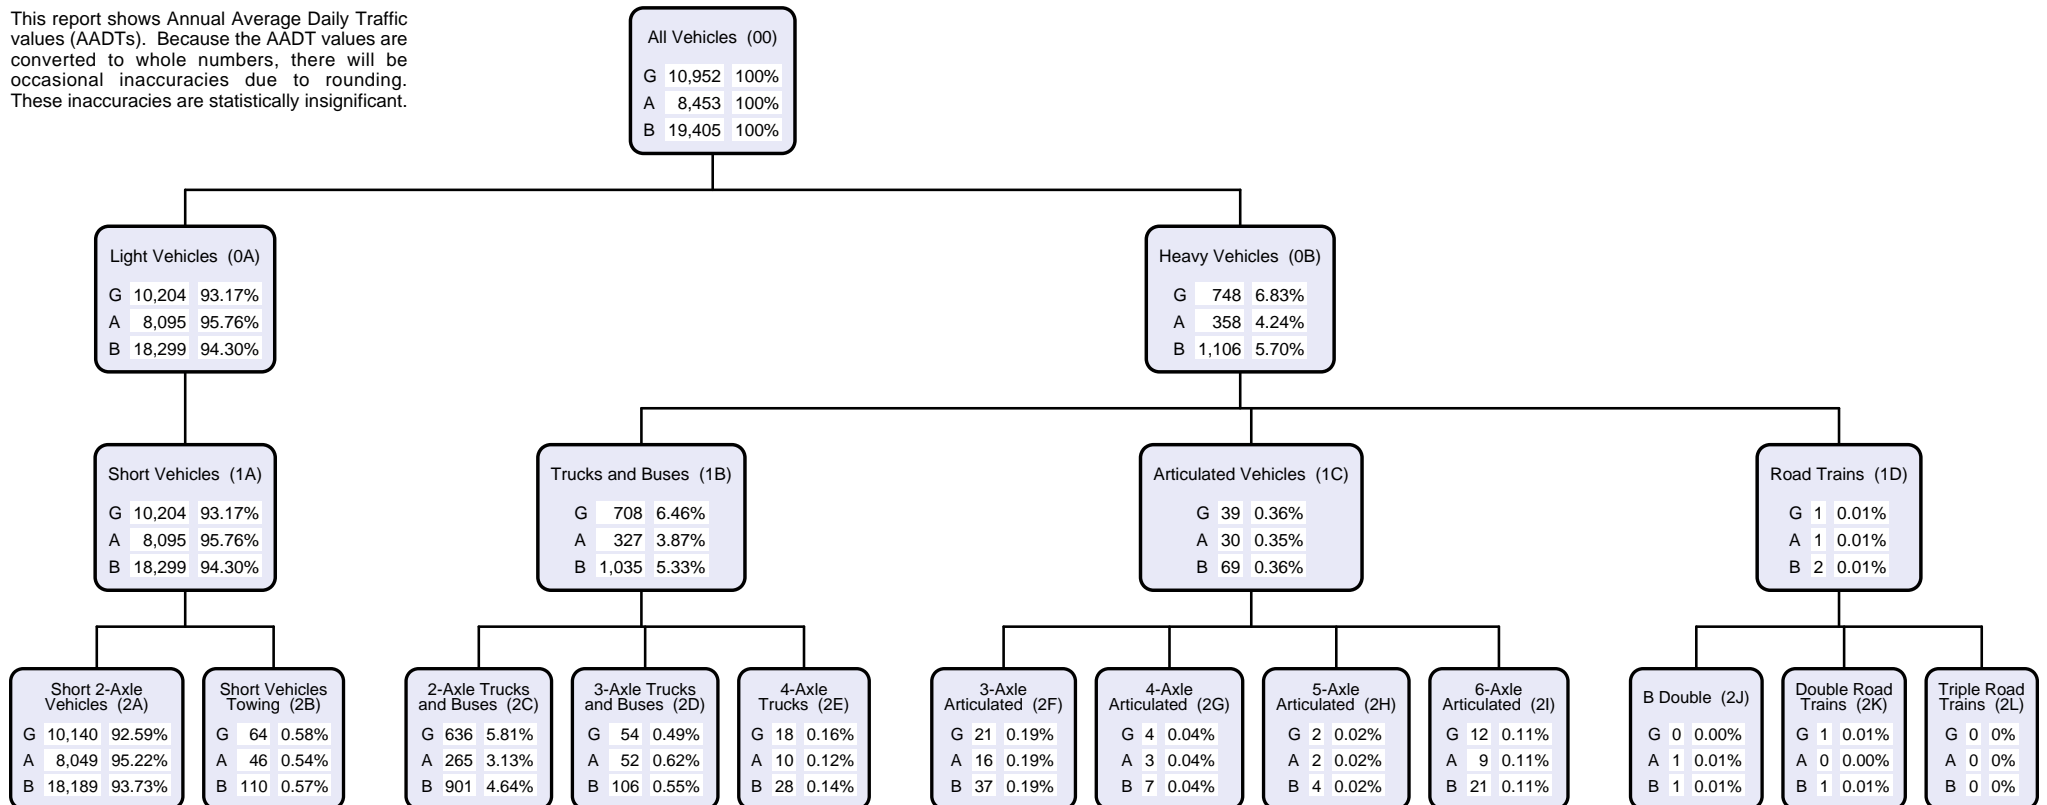 This report shows Annual Average Daily Traffic
values (AADTs). Because the AADT values are
converted to whole numbers, there will be
occasional inaccuracies due to rounding.
These inaccuracies are statistically insignificant.
All Vehicles (00)
G 10,952 100%
A 8,453 100%
B 19,405 100%
Light Vehicles (0A)
G 10,204 93.17%
A 8,095 95.76%
B 18,299 94.30%
Heavy Vehicles (0B)
G 748 6.83%
A 358 4.24%
B 1,106 5.70%
Short Vehicles (1A)
G 10,204 93.17%
A 8,095 95.76%
B 18,299 94.30%
Trucks and Buses (1B)
G 708 6.46%
A 327 3.87%
B 1,035 5.33%
Articulated Vehicles (1C)
G 39 0.36%
A 30 0.35%
B 69 0.36%
Road Trains (1D)
G 1 0.01%
A 1 0.01%
B 2 0.01%
Short 2-Axle
Vehicles (2A)
G 10,140 92.59%
A 8,049 95.22%
B 18,189 93.73%
Short Vehicles
Towing (2B)
G 64 0.58%
A 46 0.54%
B 110 0.57%
2-Axle Trucks
and Buses (2C)
G 636 5.81%
A 265 3.13%
B 901 4.64%
3-Axle Trucks
and Buses (2D)
G 54 0.49%
A 52 0.62%
B 106 0.55%
4-Axle
Trucks (2E)
G 18 0.16%
A 10 0.12%
B 28 0.14%
3-Axle
Articulated (2F)
G 21 0.19%
A 16 0.19%
B 37 0.19%
4-Axle
Articulated (2G)
G 4 0.04%
A 3 0.04%
B 7 0.04%
5-Axle
Articulated (2H)
G 2 0.02%
A 2 0.02%
B 4 0.02%
6-Axle
Articulated (2I)
G 12 0.11%
A 9 0.11%
B 21 0.11%
B Double (2J)
G 0 0.00%
A 1 0.01%
B 1 0.01%
Double Road
Trains (2K)
G 1 0.01%
A 0 0.00%
B 1 0.01%
Triple Road
Trains (2L)
G 0 0%
A 0 0%
B 0 0%